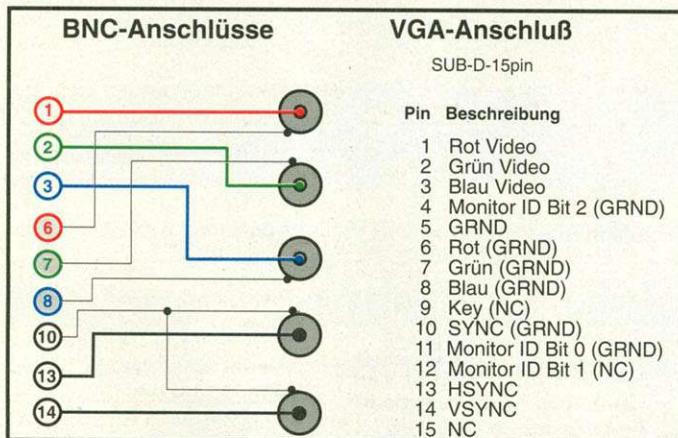 BNC-Anschlüsse
1
2
3
6
7
8
10
13
14
VGA-Anschluß
SUB-D-15pin
Pin Beschreibung
1 Rot Video
2 Grün Video
3 Blau Video
4 Monitor ID Bit 2 (GRND)
5 GRND
6 Rot (GRND)
7 Grün (GRND)
8 Blau (GRND)
9 Key (NC)
10 SYNC (GRND)
11 Monitor ID Bit 0 (GRND)
12 Monitor ID Bit 1 (NC)
13 HSYNC
14 VSYNC
15 NC